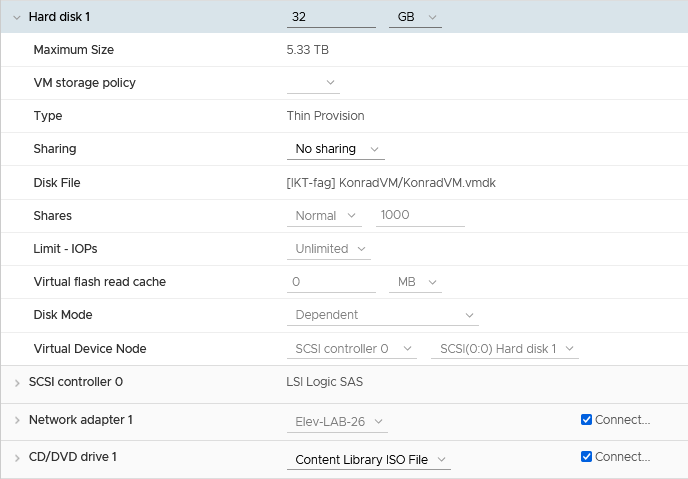 Hard disk 1 32 GB
Maximum Size 5.33 TB
VM storage policy
Type Thin Provision
Sharing No sharing
Disk File [IKT-fag] KonradVM/KonradVM.vmdk
Shares Normal 1000
Limit - IOPs Unlimited
Virtual flash read cache 0 MB
Disk Mode Dependent
Virtual Device Node SCSI controller 0 SCSI(0:0) Hard disk 1
SCSI controller 0 LSI Logic SAS
Network adapter 1 Elev-LAB-26 Connect...
CD/DVD drive 1 Content Library ISO File Connect...